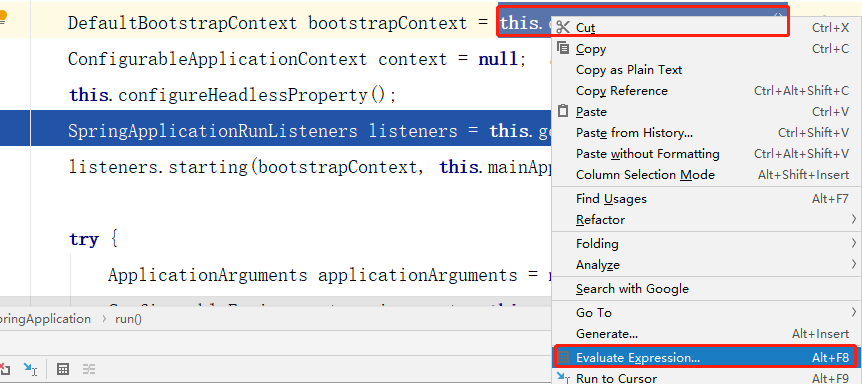 DefaultBootstrapContext bootstrapContext = this.
ConfigurableApplicationContext context = null;
this.configureHeadlessProperty();
SpringApplicationRunListeners listeners = this.ge
listeners.starting(bootstrapContext, this.mainApp
try {
ApplicationArguments applicationArguments = n
pringApplication > run()
Cut Ctrl+X
Copy Ctrl+C
Copy as Plain Text
Copy Reference Ctrl+Alt+Shift+C
Paste Ctrl+V
Paste from History... Ctrl+Shift+V
Paste without Formatting Ctrl+Alt+Shift+V
Column Selection Mode Alt+Shift+Insert
Find Usages Alt+F7
Refactor
Folding
Analyze
Search with Google
Go To
Generate... Alt+Insert
Evaluate Expression... Alt+F8
Run to Cursor Alt+F9